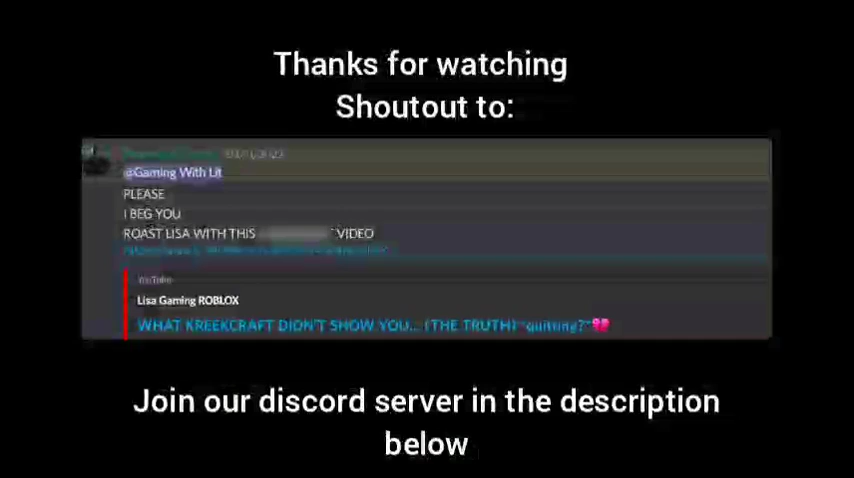 Thanks for watching
Shoutout to:
@Gaming With Lit
PLEASE
I BEG YOU
ROAST LISA WITH THIS VIDEO
YouTube
Lisa Gaming ROBLOX
WHAT KREEKCRAFT DIDN'T SHOW YOU... (THE TRUTH) "quitting?"
Join our discord server in the description
below